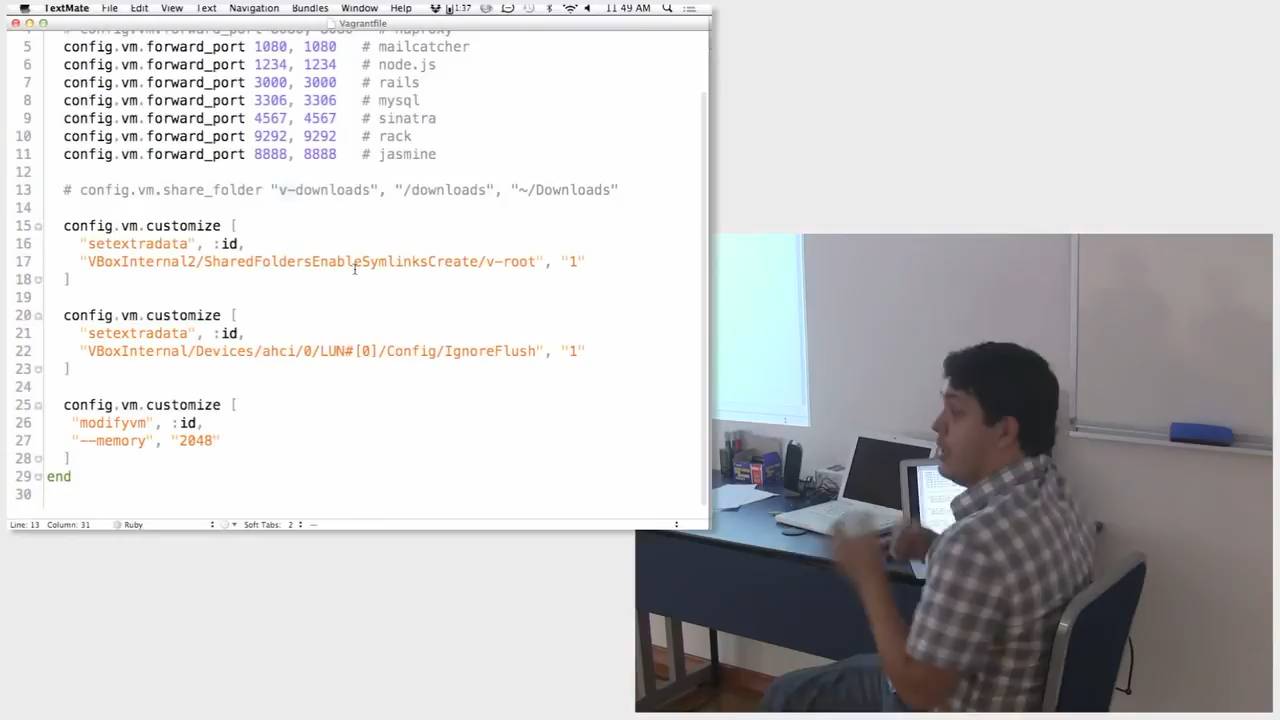 TextMate File Edit View Text Navigation Bundles Window Help 1:37 11:49 AM
Vagrantfile
5 config.vm.forward_port 1080, 1080 # mailcatcher
6 config.vm.forward_port 1234, 1234 # node.js
7 config.vm.forward_port 3000, 3000 # rails
8 config.vm.forward_port 3306, 3306 # mysql
9 config.vm.forward_port 4567, 4567 # sinatra
10 config.vm.forward_port 9292, 9292 # rack
11 config.vm.forward_port 8888, 8888 # jasmine
12
13 # config.vm.share_folder "v-downloads", "/downloads", "~/Downloads"
14
15 config.vm.customize [
16 "setextradata", :id,
17 "VBoxInternal2/SharedFoldersEnableSymlinksCreate/v-root", "1"
18 ]
19
20 config.vm.customize [
21 "setextradata", :id,
22 "VBoxInternal/Devices/ahci/0/LUN#[0]/Config/IgnoreFlush", "1"
23 ]
24
25 config.vm.customize [
26 "modifyvm", :id,
27 "--memory", "2048"
28 ]
29 end
30
Line: 13 Column: 31 Ruby Soft Tabs: 2 —